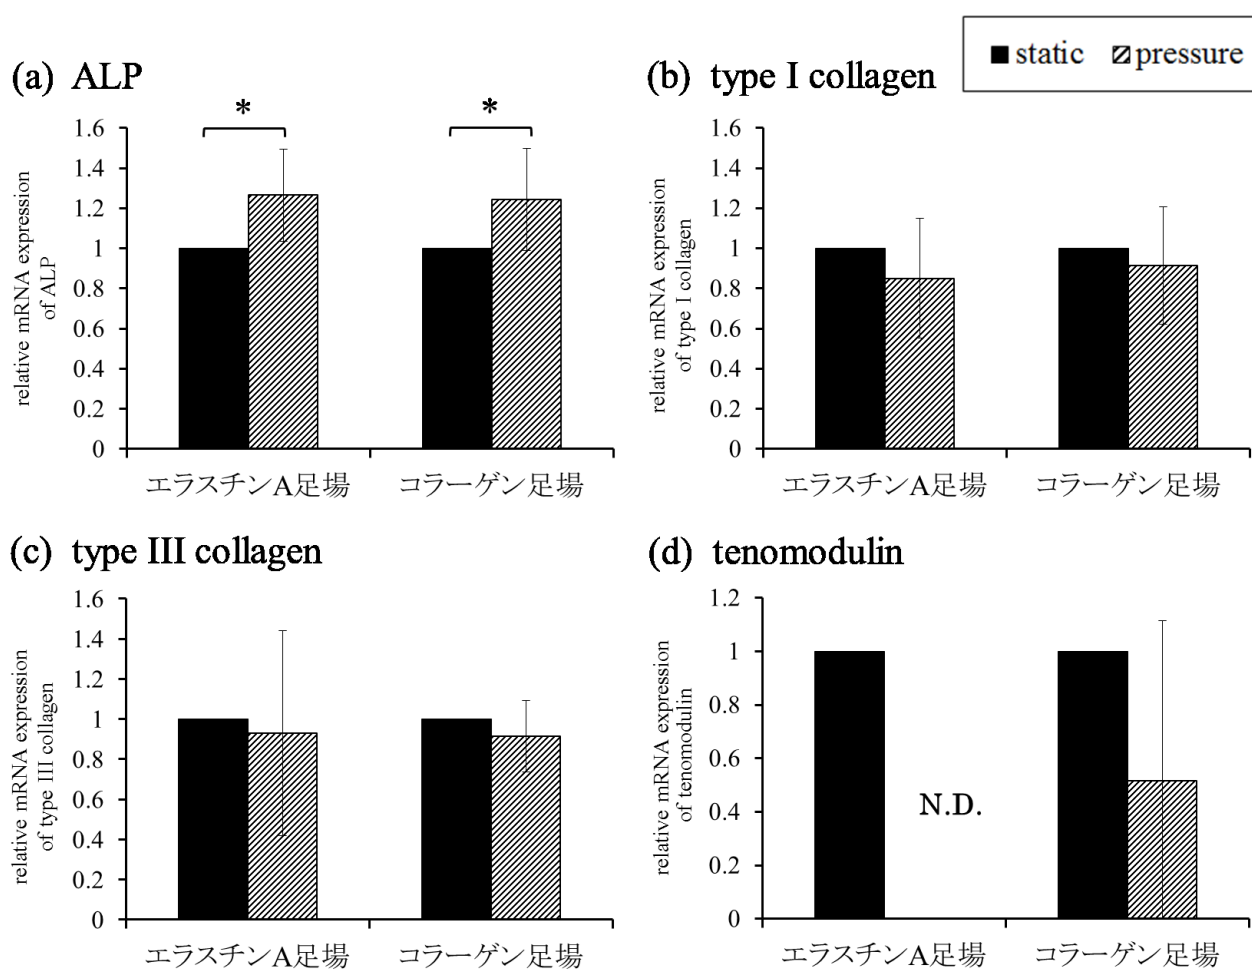 ■ static ▨ pressure
(a) ALP
*
*
relative mRNA expression
of ALP
1.6
1.4
1.2
1
0.8
0.6
0.4
0.2
0
エラスチンA足場
コラーゲン足場
(b) type I collagen
relative mRNA expression
of type I collagen
1.6
1.4
1.2
1
0.8
0.6
0.4
0.2
0
エラスチンA足場
コラーゲン足場
(c) type III collagen
relative mRNA expression
of type III collagen
1.6
1.4
1.2
1
0.8
0.6
0.4
0.2
0
エラスチンA足場
コラーゲン足場
(d) tenomodulin
relative mRNA expression
of tenomodulin
1.2
1
0.8
0.6
0.4
0.2
0
N.D.
エラスチンA足場
コラーゲン足場